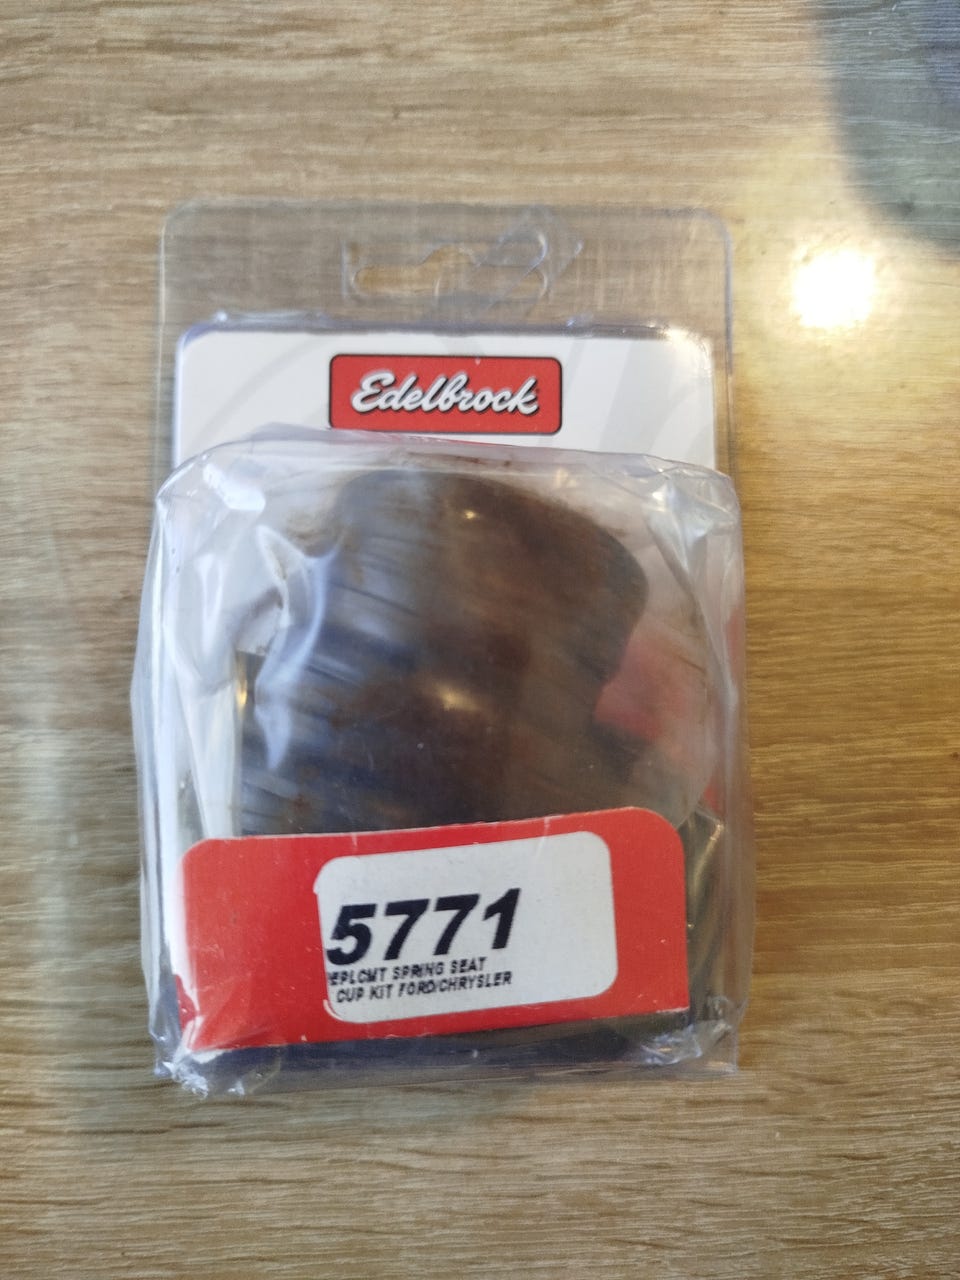 Edelbrock
5771
EPLCMT SPRING SEAT
CUP KIT FORD/CHRYSLER